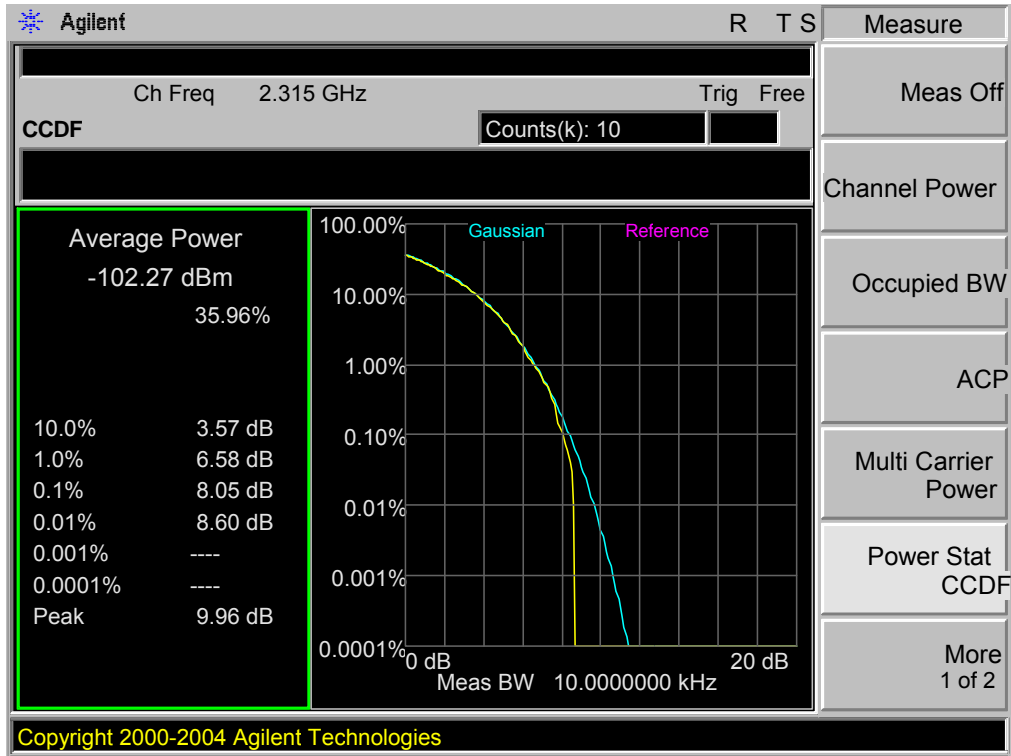 Agilent
R T S
Measure
Ch Freq 2.315 GHz
Trig Free
CCDF
Counts(k): 10
Average Power
-102.27 dBm
35.96%
10.0% 3.57 dB
1.0% 6.58 dB
0.1% 8.05 dB
0.01% 8.60 dB
0.001% ----
0.0001% ----
Peak 9.96 dB
Gaussian
Reference
100.00%
10.00%
1.00%
0.10%
0.01%
0.001%
0.0001%
0 dB
20 dB
Meas BW 10.0000000 kHz
Meas Off
Channel Power
Occupied BW
ACP
Multi Carrier
Power
Power Stat
CCDF
More
1 of 2
Copyright 2000-2004 Agilent Technologies